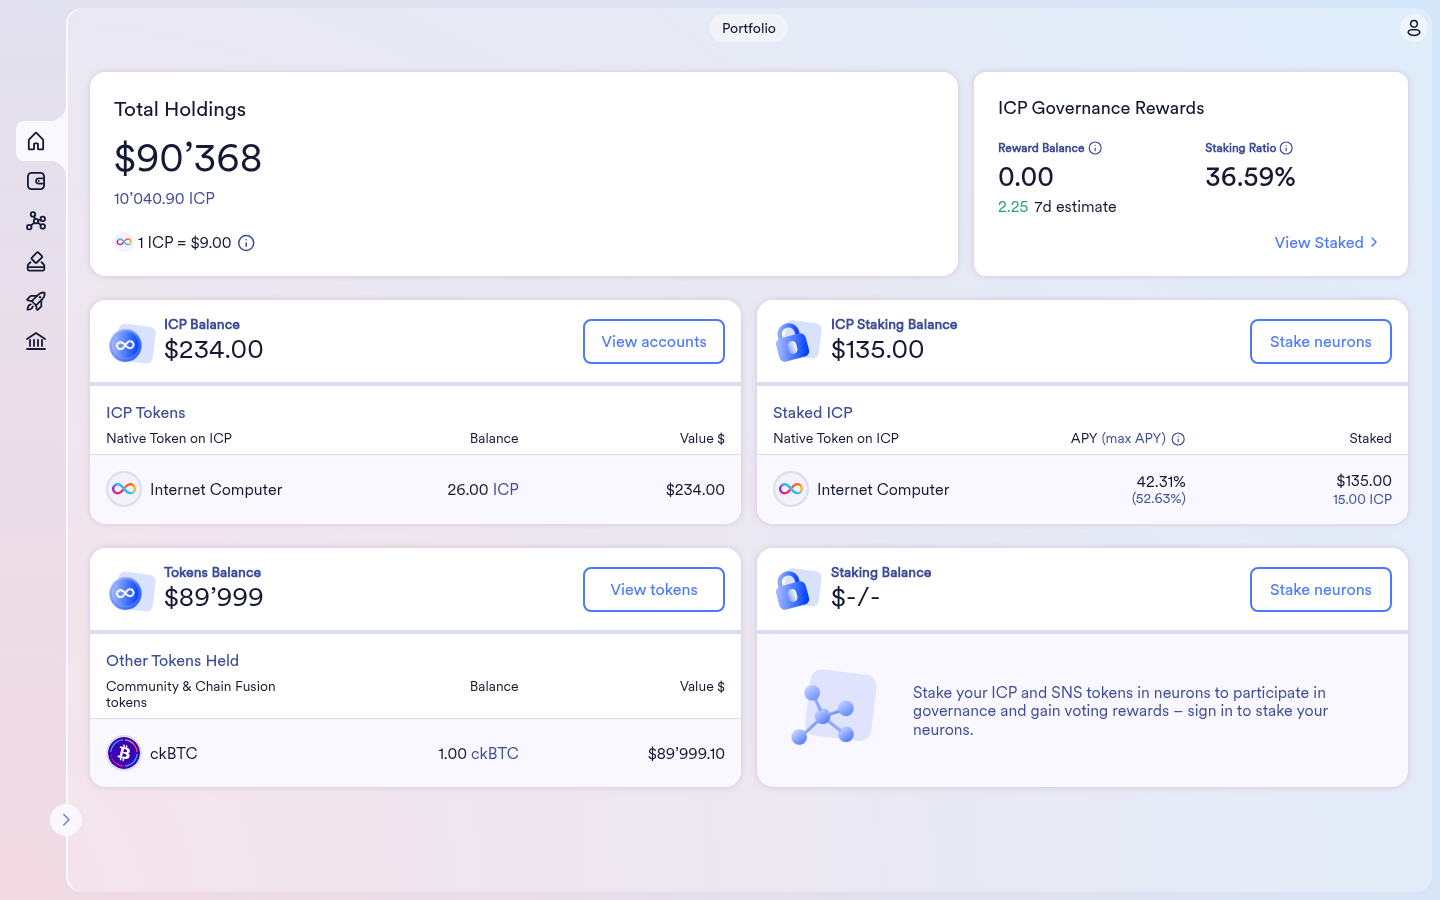 Portfolio
Total Holdings
$90’368
10’040.90 ICP
1 ICP = $9.00
ICP Governance Rewards
Reward Balance
Staking Ratio
0.00
36.59%
2.25 7d estimate
View Staked
ICP Balance
$234.00
View accounts
ICP Tokens
Native Token on ICP
Balance
Value $
Internet Computer
26.00 ICP
$234.00
ICP Staking Balance
$135.00
Stake neurons
Staked ICP
Native Token on ICP
APY (max APY)
Staked
Internet Computer
42.31%
(52.63%)
$135.00
15.00 ICP
Tokens Balance
$89’999
View tokens
Other Tokens Held
Community & Chain Fusion
tokens
Balance
Value $
ckBTC
1.00 ckBTC
$89’999.10
Staking Balance
$-/-
Stake neurons
Stake your ICP and SNS tokens in neurons to participate in
governance and gain voting rewards – sign in to stake your
neurons.